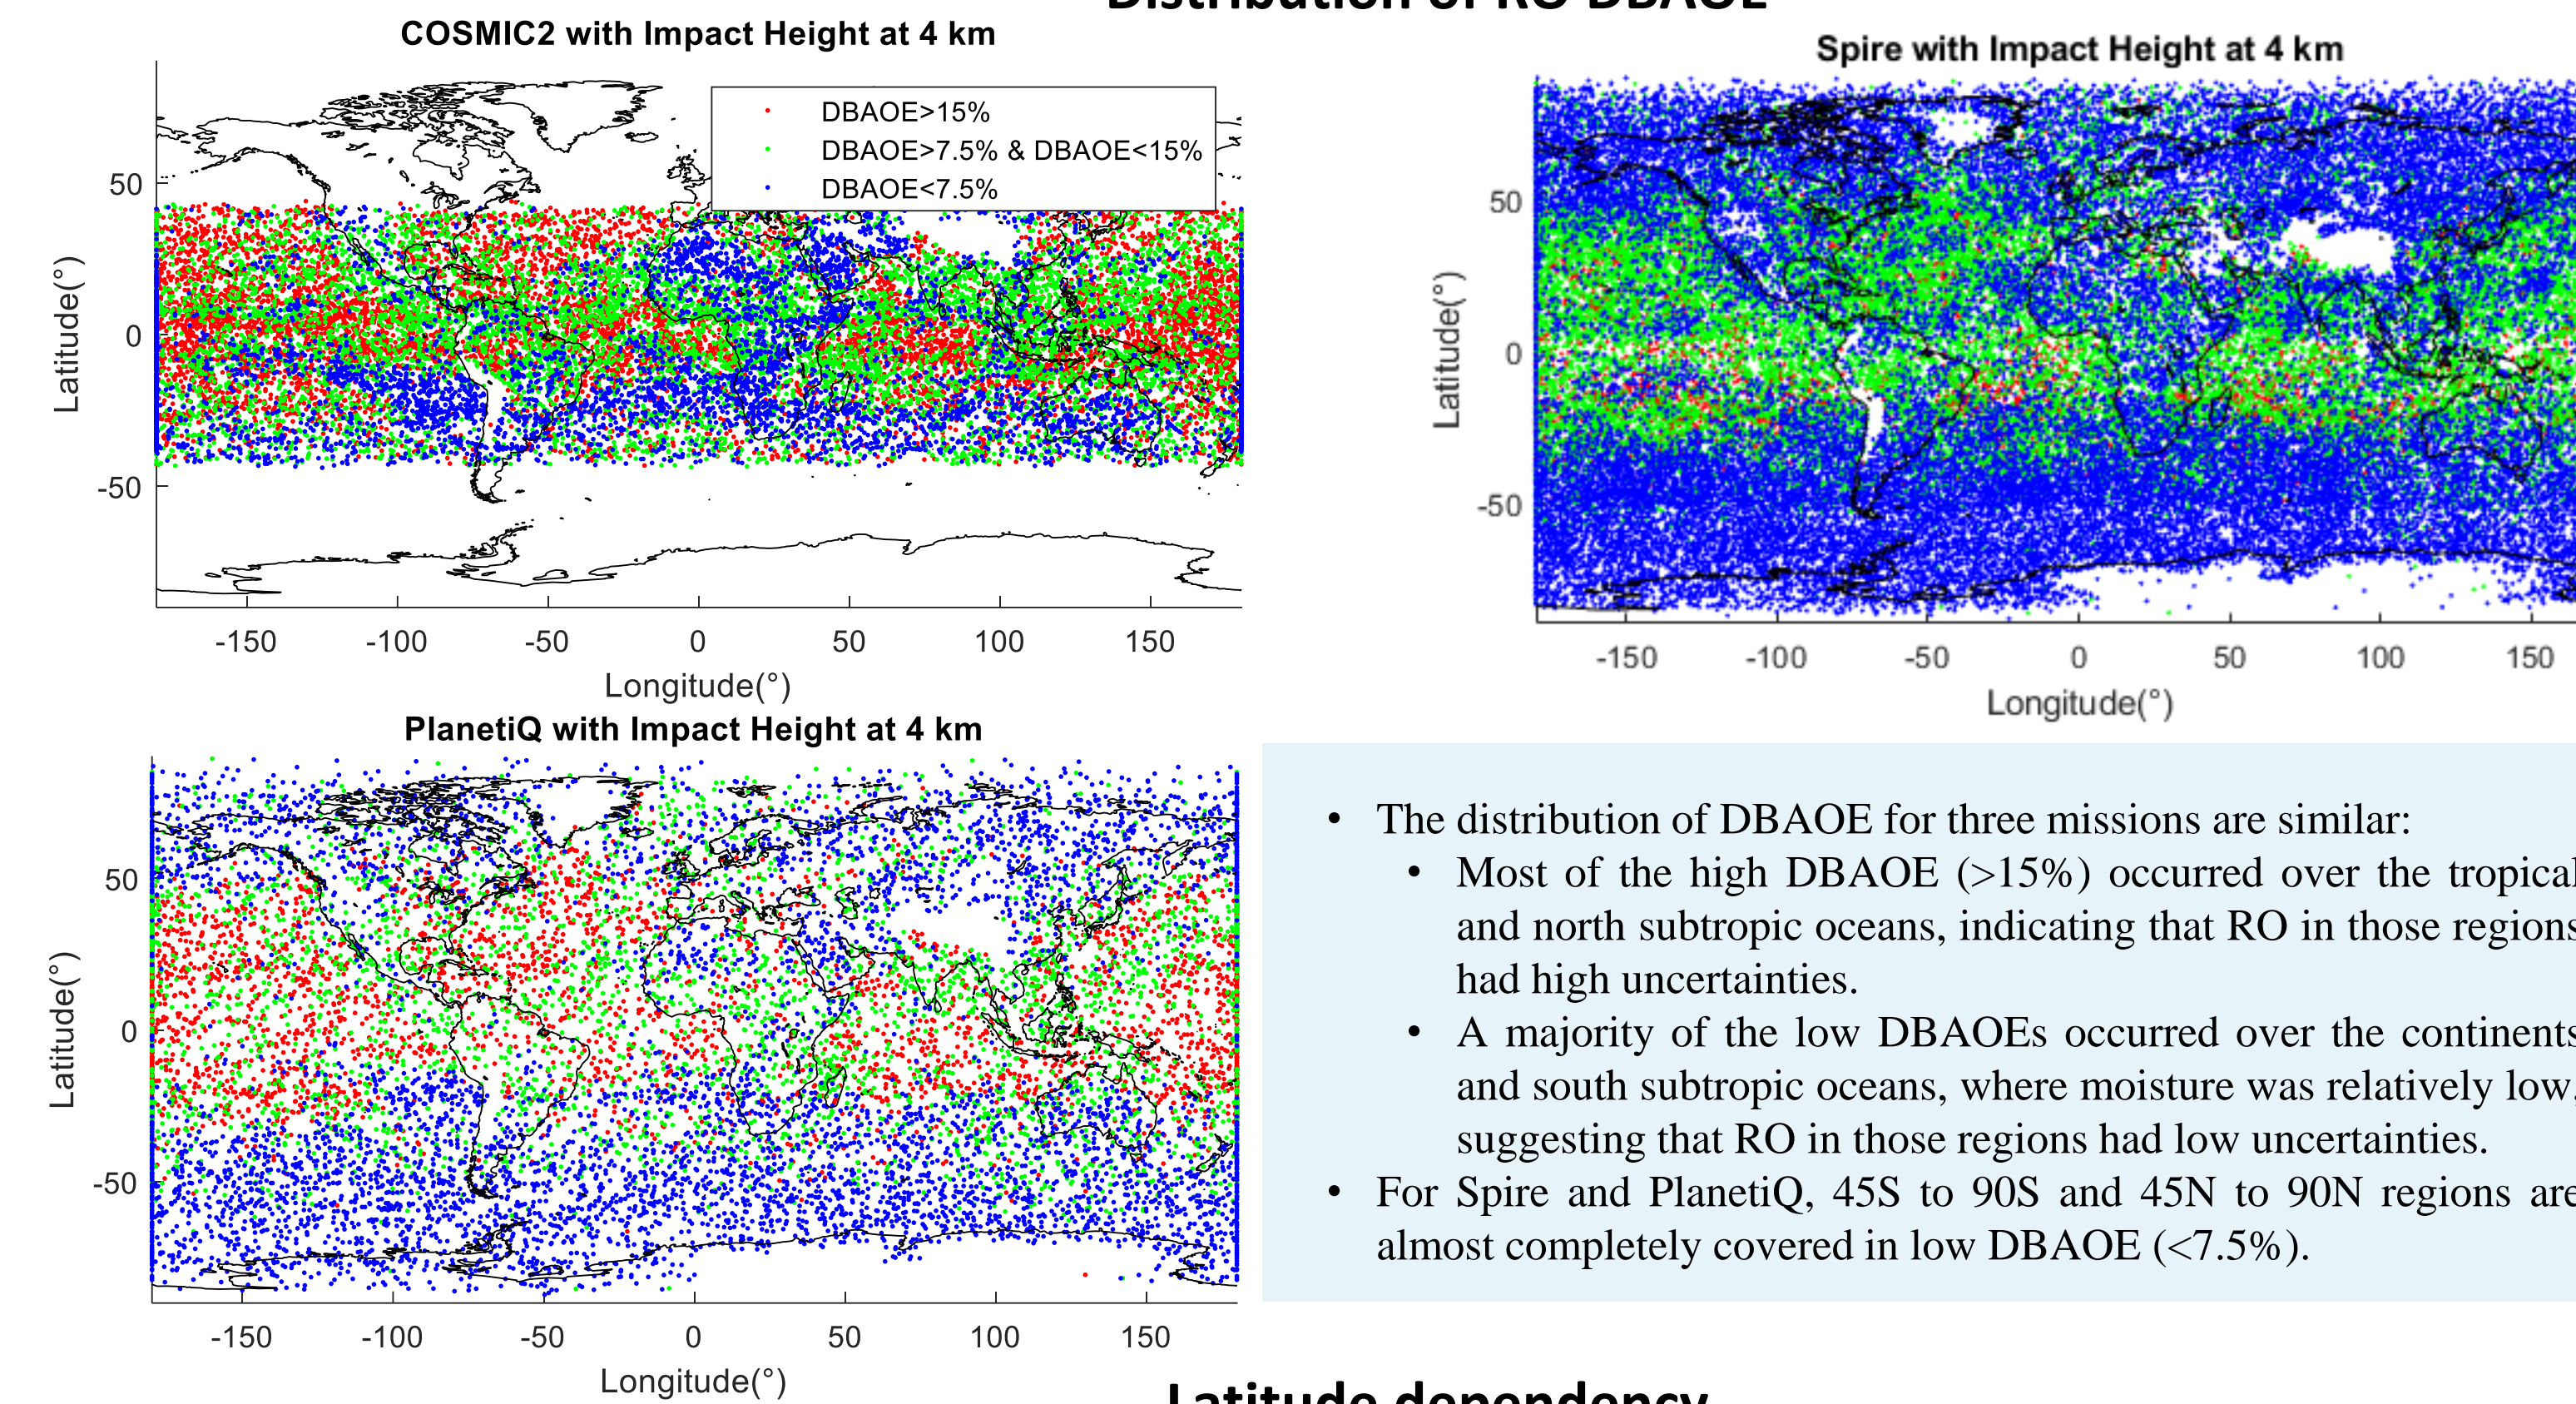 Distribution of RO DBAOE
COSMIC2 with Impact Height at 4 km
DBAOE>15%
DBAOE>7.5% & DBAOE<15%
DBAOE<7.5%
50
0
-50
Latitude(°)
-150 -100 -50 0 50 100 150
Longitude(°)
Spire with Impact Height at 4 km
50
0
-50
Latitude(°)
-150 -100 -50 0 50 100 150
Longitude(°)
PlanetiQ with Impact Height at 4 km
50
0
-50
Latitude(°)
-150 -100 -50 0 50 100 150
Longitude(°)
• The distribution of DBAOE for three missions are similar:
• Most of the high DBAOE (>15%) occurred over the tropical
and north subtropic oceans, indicating that RO in those regions
had high uncertainties.
• A majority of the low DBAOEs occurred over the continents
and south subtropic oceans, where moisture was relatively low,
suggesting that RO in those regions had low uncertainties.
• For Spire and PlanetiQ, 45S to 90S and 45N to 90N regions are
almost completely covered in low DBAOE (<7.5%).
Latitude dependency